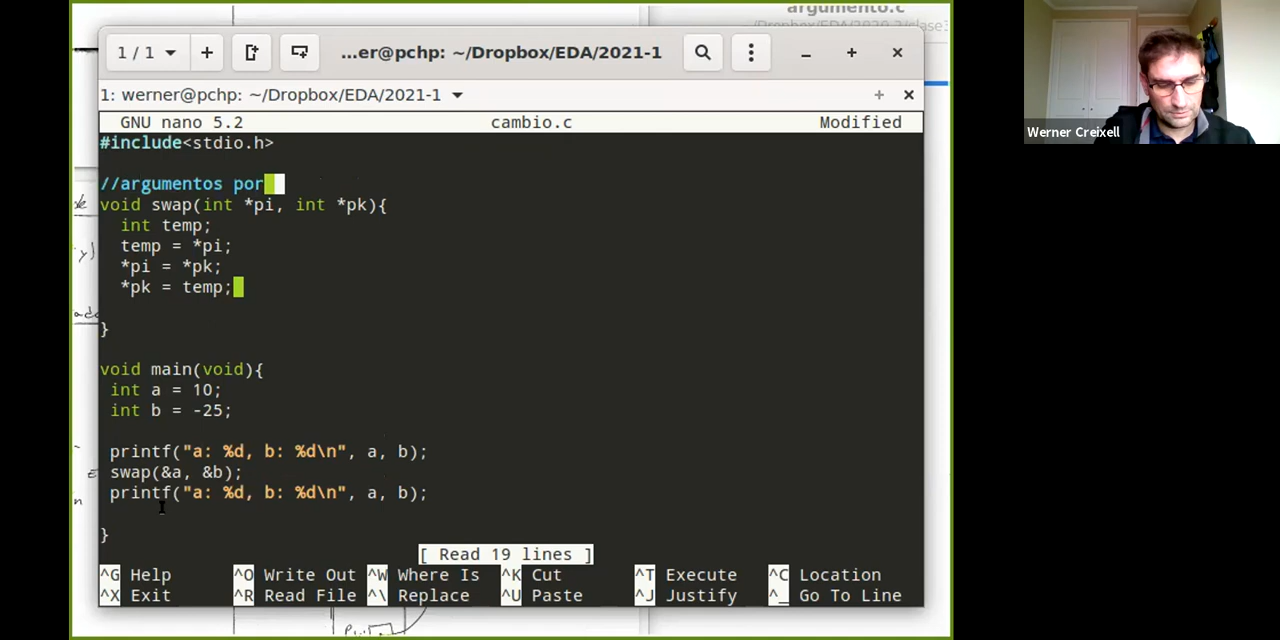 argumento.c
1 / 1
...er@pchp: ~/Dropbox/EDA/2021-1
1: werner@pchp: ~/Dropbox/EDA/2021-1
GNU nano 5.2 cambio.c Modified
#include<stdio.h>
//argumentos por
void swap(int *pi, int *pk){
int temp;
temp = *pi;
*pi = *pk;
*pk = temp;
}
void main(void){
int a = 10;
int b = -25;
printf("a: %d, b: %d\n", a, b);
swap(&a, &b);
printf("a: %d, b: %d\n", a, b);
}
[ Read 19 lines ]
^G Help ^O Write Out ^W Where Is ^K Cut ^T Execute ^C Location
^X Exit ^R Read File ^\ Replace ^U Paste ^J Justify ^_ Go To Line
Werner Creixell